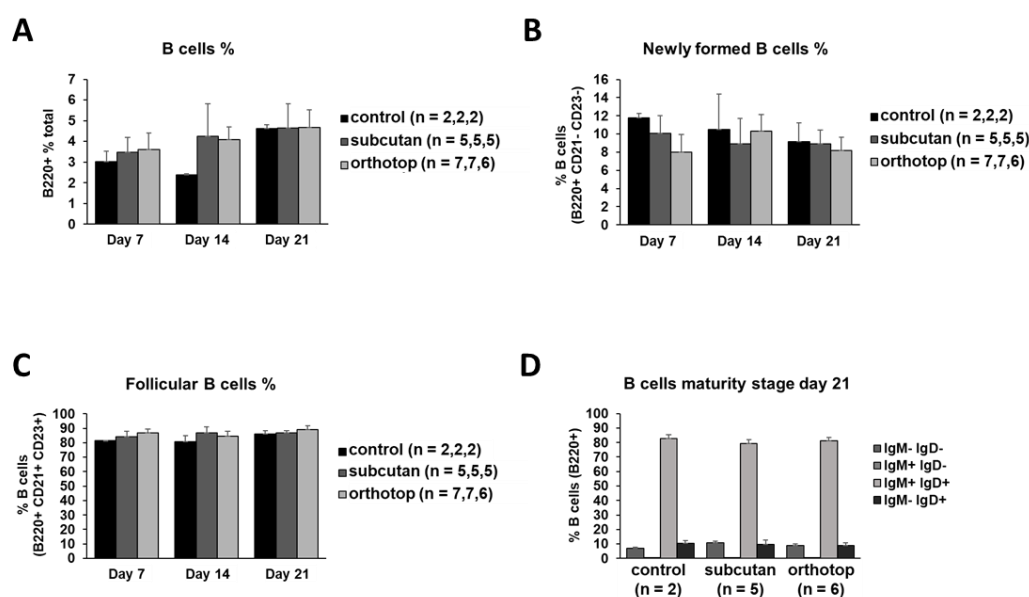 A
B cells %
B220+ % total
7
6
5
4
3
2
1
0
Day 7 Day 14 Day 21
control (n = 2,2,2)
subcutan (n = 5,5,5)
orthotop (n = 7,7,6)
B
Newly formed B cells %
% B cells
(B220+ CD21- CD23-)
16
14
12
10
8
6
4
2
0
Day 7 Day 14 Day 21
control (n = 2,2,2)
subcutan (n = 5,5,5)
orthotop (n = 7,7,6)
C
Follicular B cells %
% B cells
(B220+ CD21+ CD23+)
100
90
80
70
60
50
40
30
20
10
0
Day 7 Day 14 Day 21
control (n = 2,2,2)
subcutan (n = 5,5,5)
orthotop (n = 7,7,6)
D
B cells maturity stage day 21
% B cells (B220+)
100
90
80
70
60
50
40
30
20
10
0
control subcutan orthotop
(n = 2) (n = 5) (n = 6)
IgM- IgD-
IgM+ IgD-
IgM+ IgD+
IgM- IgD+